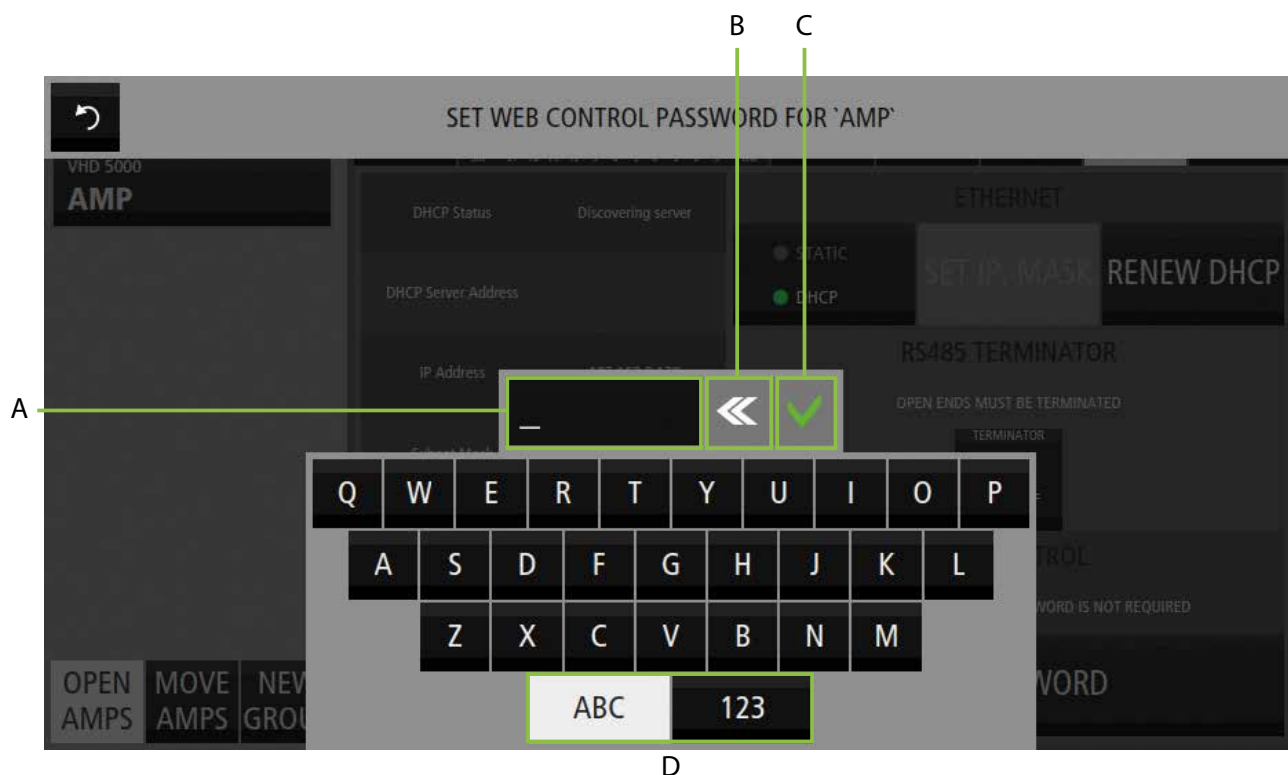 B C
SET WEB CONTROL PASSWORD FOR `AMP`
VHD 5000
AMP
DHCP Status Discovering server
ETHERNET
STATIC
DHCP
SET IP, MASK
RENEW DHCP
DHCP Server Address
RS485 TERMINATOR
IP Address
OPEN ENDS MUST BE TERMINATED
TERMINATOR
A
_
Q W E R T Y U I O P
A S D F G H J K L
WORD IS NOT REQUIRED
Z X C V B N M
OPEN AMPS
MOVE AMPS
NEW
WORD
ABC 123
D